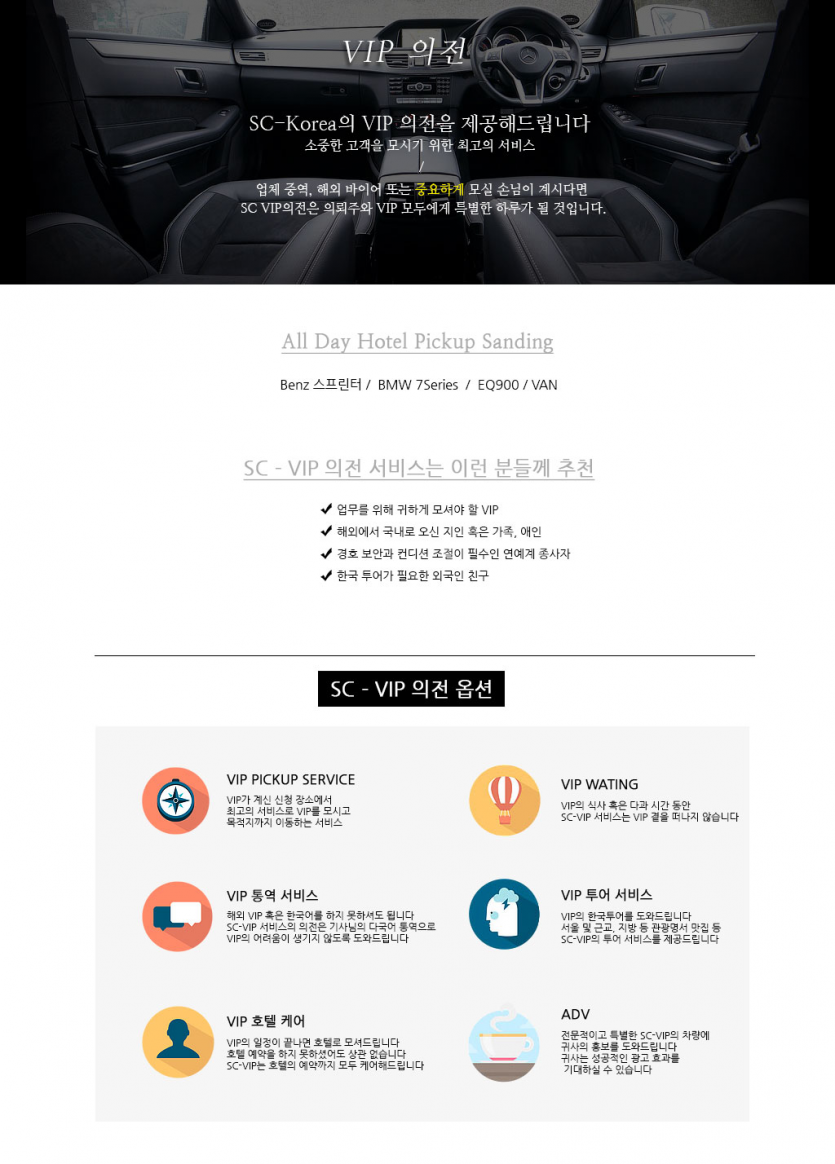 VIP 의전
SC-Korea의 VIP 의전을 제공해드립니다
소중한 고객을 모시기 위한 최고의 서비스
/
업체 중역, 해외 바이어 또는 중요하게 모실 손님이 계시다면
SC VIP의전은 의뢰주와 VIP 모두에게 특별한 하루가 될 것입니다.
All Day Hotel Pickup Sanding
Benz 스프린터 / BMW 7Series / EQ900 / VAN
SC - VIP 의전 서비스는 이런 분들께 추천
✔ 업무를 위해 귀하게 모셔야 할 VIP
✔ 해외에서 국내로 오신 지인 혹은 가족, 애인
✔ 경호 보안과 컨디션 조절이 필수인 연예계 종사자
✔ 한국 투어가 필요한 외국인 친구
SC - VIP 의전 옵션
VIP PICKUP SERVICE
VIP가 계신 신청 장소에서
최고의 서비스로 VIP를 모시고
목적지까지 이동하는 서비스
VIP WATING
VIP의 식사 혹은 다과 시간 동안
SC-VIP 서비스는 VIP 곁을 떠나지 않습니다
VIP 통역 서비스
해외 VIP 혹은 한국어를 하지 못하셔도 됩니다
SC-VIP 서비스의 의전은 기사님의 다국어 통역으로
VIP의 어려움이 생기지 않도록 도와드립니다
VIP 투어 서비스
VIP의 한국투어를 도와드립니다
서울 및 근교, 지방 등 관광명서 맛집 등
SC-VIP의 투어 서비스를 제공드립니다
VIP 호텔 케어
VIP의 일정이 끝나면 호텔로 모셔드립니다
호텔 예약을 하지 못하셨어도 상관 없습니다
SC-VIP는 호텔의 예약까지 모두 케어해드립니다
ADV
전문적이고 특별한 SC-VIP의 차량에
귀사의 홍보를 도와드립니다
귀사는 성공적인 광고 효과를
기대하실 수 있습니다